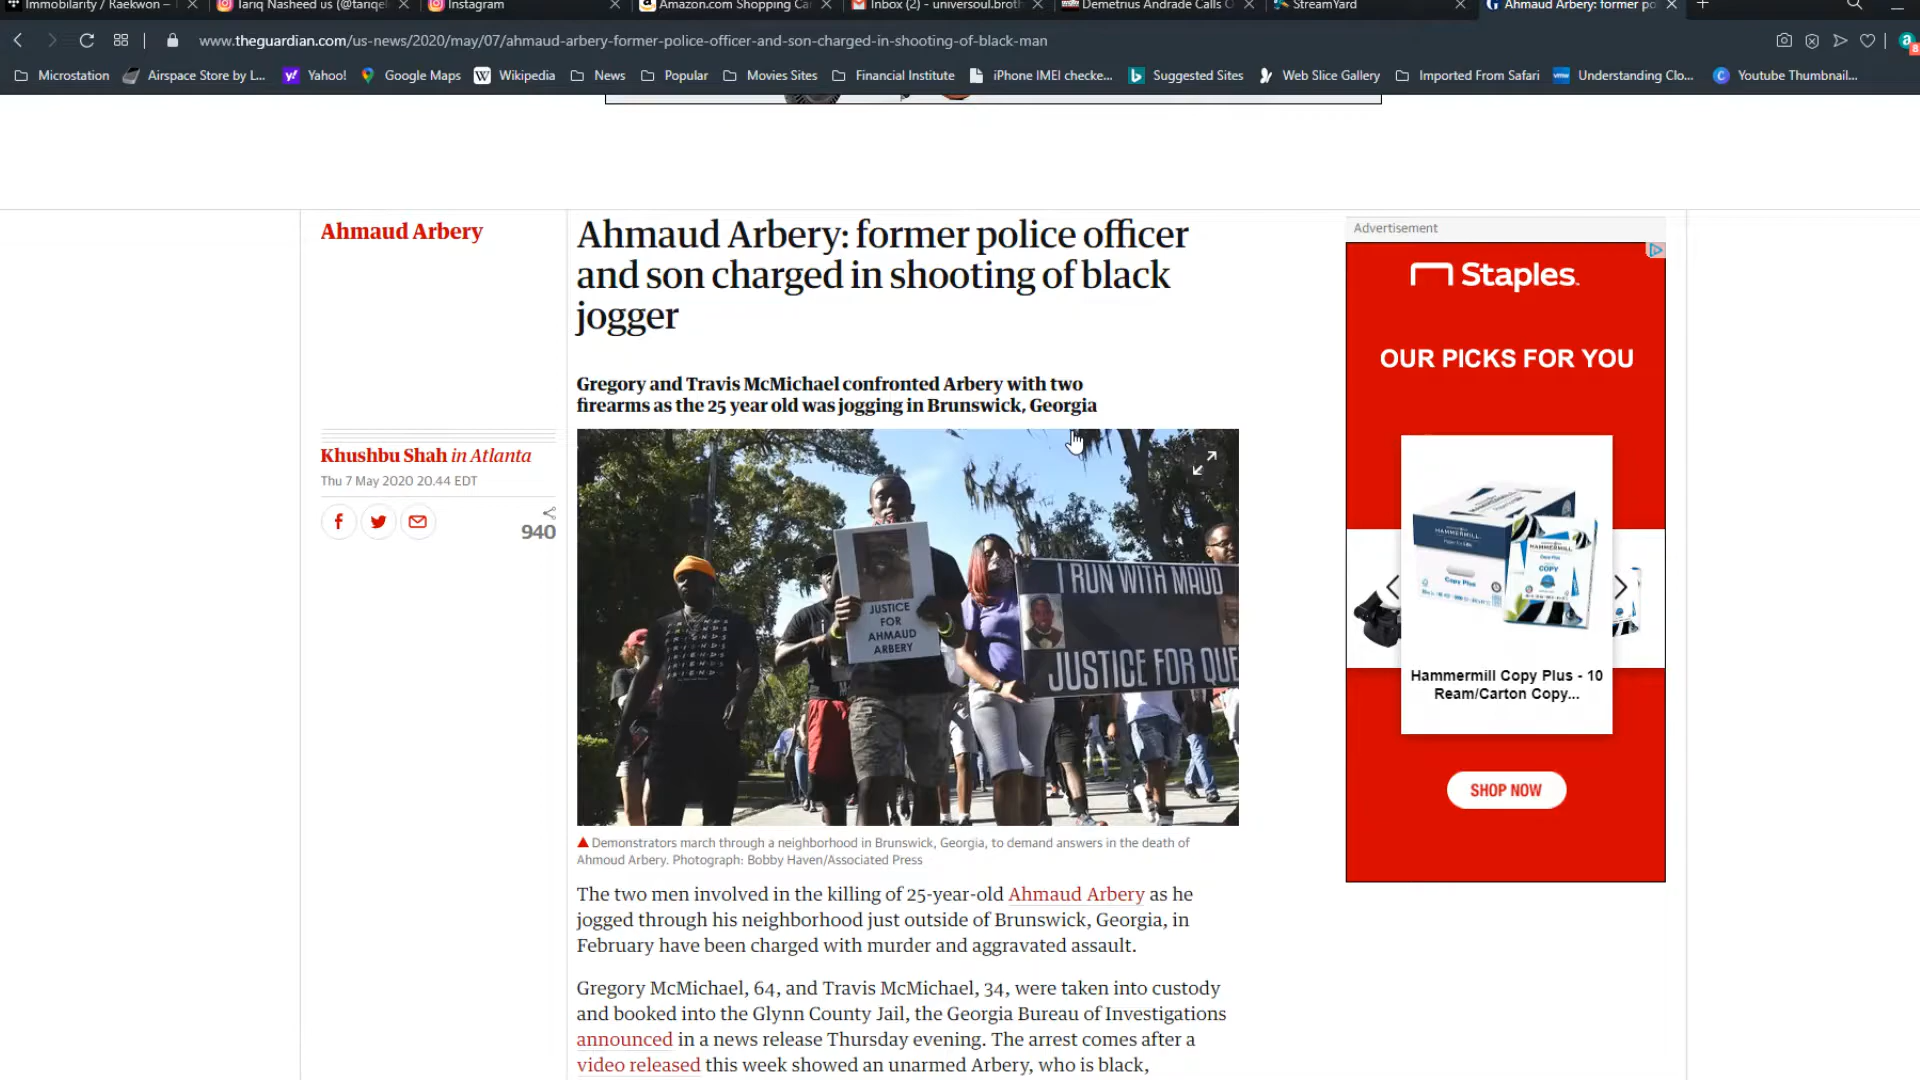 Immobilarity / Raekwon –
Tariq Nasheed us (@tariqe
Instagram
Amazon.com Shopping Ca
Inbox (2) - universoul.broth
Demetrius Andrade Calls O
StreamYard
Ahmaud Arbery: former po
www.theguardian.com/us-news/2020/may/07/ahmaud-arbery-former-police-officer-and-son-charged-in-shooting-of-black-man
Microstation
Airspace Store by L...
Yahoo!
Google Maps
Wikipedia
News
Popular
Movies Sites
Financial Institute
iPhone IMEI checke...
Suggested Sites
Web Slice Gallery
Imported From Safari
Understanding Clo...
Youtube Thumbnail...
Ahmaud Arbery
Ahmaud Arbery: former police officer
and son charged in shooting of black
jogger
Gregory and Travis McMichael confronted Arbery with two
firearms as the 25 year old was jogging in Brunswick, Georgia
Khushbu Shah in Atlanta
Thu 7 May 2020 20.44 EDT
940
FRIENDS
JUSTICE
FOR
AHMAUD
ARBERY
I RUN WITH MAUD
JUSTICE FOR QUE
Demonstrators march through a neighborhood in Brunswick, Georgia, to demand answers in the death of
Ahmoud Arbery. Photograph: Bobby Haven/Associated Press
The two men involved in the killing of 25-year-old Ahmaud Arbery as he
jogged through his neighborhood just outside of Brunswick, Georgia, in
February have been charged with murder and aggravated assault.
Gregory McMichael, 64, and Travis McMichael, 34, were taken into custody
and booked into the Glynn County Jail, the Georgia Bureau of Investigations
announced in a news release Thursday evening. The arrest comes after a
video released this week showed an unarmed Arbery, who is black,
Advertisement
Staples
OUR PICKS FOR YOU
HAMMERMILL
Copy Plus
HAMMERMILL
COPY
Hammermill Copy Plus - 10
Ream/Carton Copy...
SHOP NOW